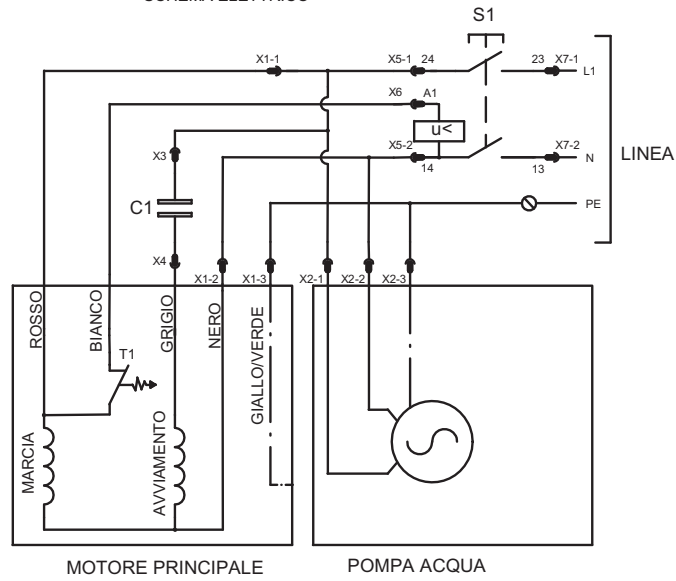 SCHEMA ELETTRICO
S1
X1-1
X5-1 24
23 X7-1
L1
X6 A1
u<
X3
X5-2
14
X7-2
13
N
LINEA
C1
PE
X4
X1-2 X1-3 X2-1 X2-2 X2-3
ROSSO
BIANCO
GRIGIO
NERO
GIALLO/VERDE
T1
MARCIA
AVVIAMENTO
MOTORE PRINCIPALE
POMPA ACQUA